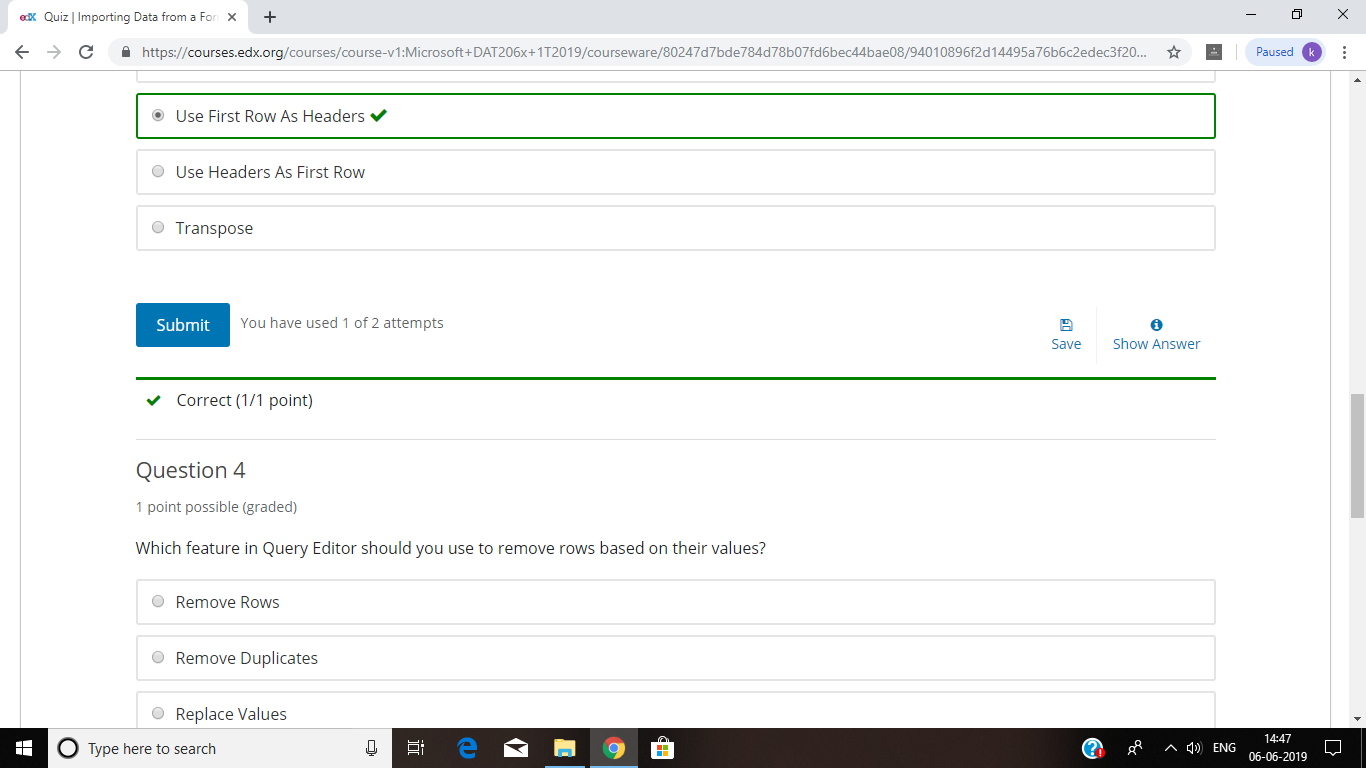 edX Quiz | Importing Data from a For
https://courses.edx.org/courses/course-v1:Microsoft+DAT206x+1T2019/courseware/80247d7bde784d78b07fd6bec44bae08/94010896f2d14495a76b6c2edec3f20...
Paused k
Use First Row As Headers
Use Headers As First Row
Transpose
Submit You have used 1 of 2 attempts
Save Show Answer
Correct (1/1 point)
Question 4
1 point possible (graded)
Which feature in Query Editor should you use to remove rows based on their values?
Remove Rows
Remove Duplicates
Replace Values
Type here to search
ENG
14:47
06-06-2019